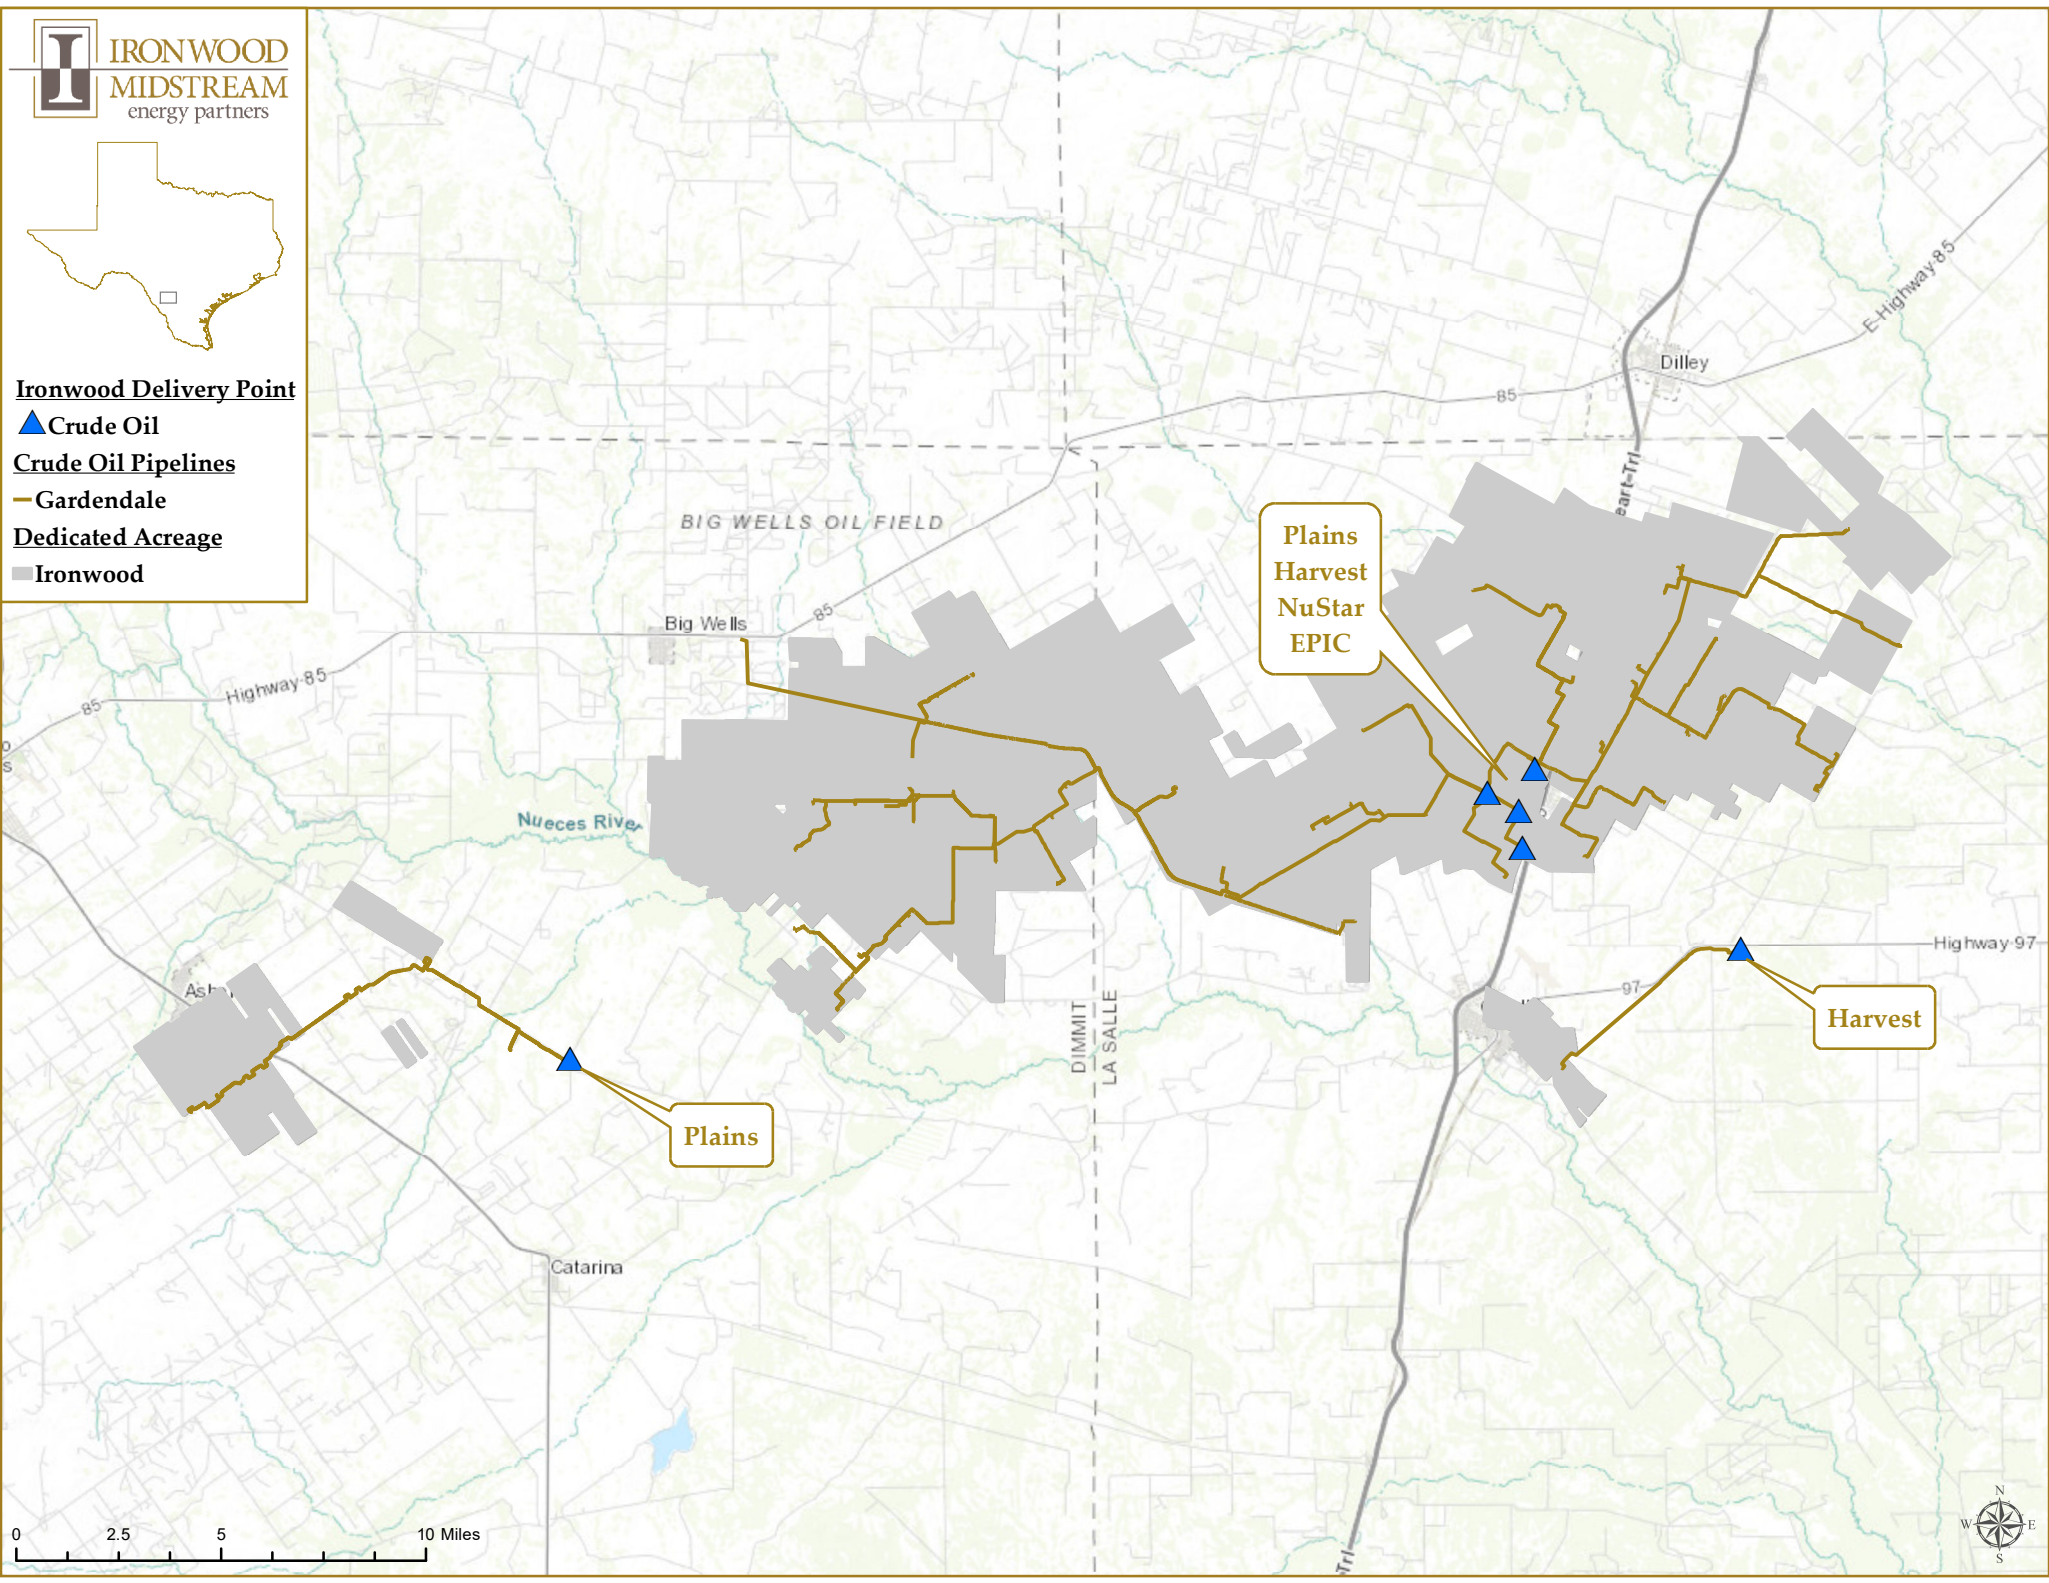 IRONWOOD
MIDSTREAM
energy partners
Ironwood Delivery Point
Crude Oil
Crude Oil Pipelines
Gardendale
Dedicated Acreage
Ironwood
Dilley
E-Highway-85
85
BIG WELLS OIL FIELD
Plains
Harvest
NuStar
EPIC
Big Wells
85
Highway-85
85
Nueces River
Highway-97
97
Harvest
DIMMIT
LA SALLE
Plains
Catarina
0 2.5 5 10 Miles
N
W E
S